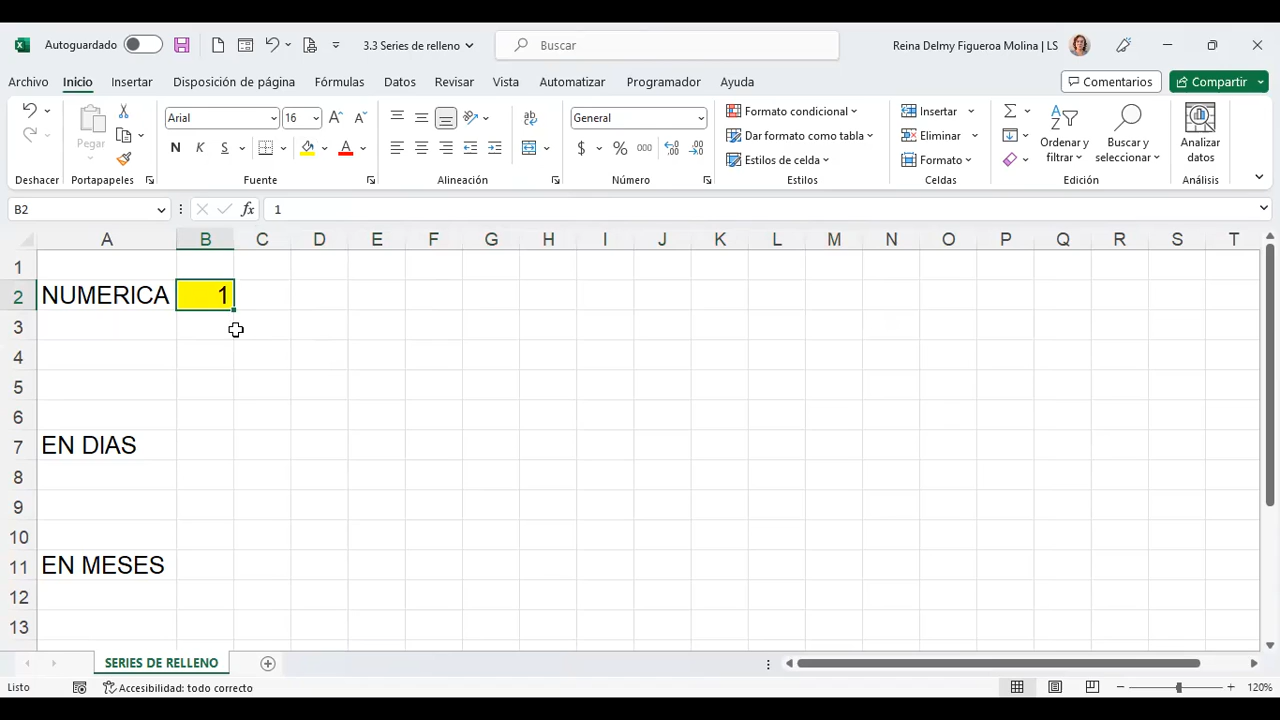 Autoguardado
3.3 Series de relleno
Buscar
Reina Delmy Figueroa Molina | LS
Archivo Inicio Insertar Disposición de página Fórmulas Datos Revisar Vista Automatizar Programador Ayuda
Comentarios
Compartir
Pegar
Arial 16
N K S
General
$ % 000
Formato condicional
Dar formato como tabla
Estilos de celda
Insertar
Eliminar
Formato
Ordenar y filtrar
Buscar y seleccionar
Analizar datos
Deshacer Portapapeles Fuente Alineación Número Estilos Celdas Edición Análisis
B2 fx 1
A B C D E F G H I J K L M N O P Q R S T
1
2 NUMERICA 1
3
4
5
6
7 EN DIAS
8
9
10
11 EN MESES
12
13
SERIES DE RELLENO
Listo
Accesibilidad: todo correcto
120%